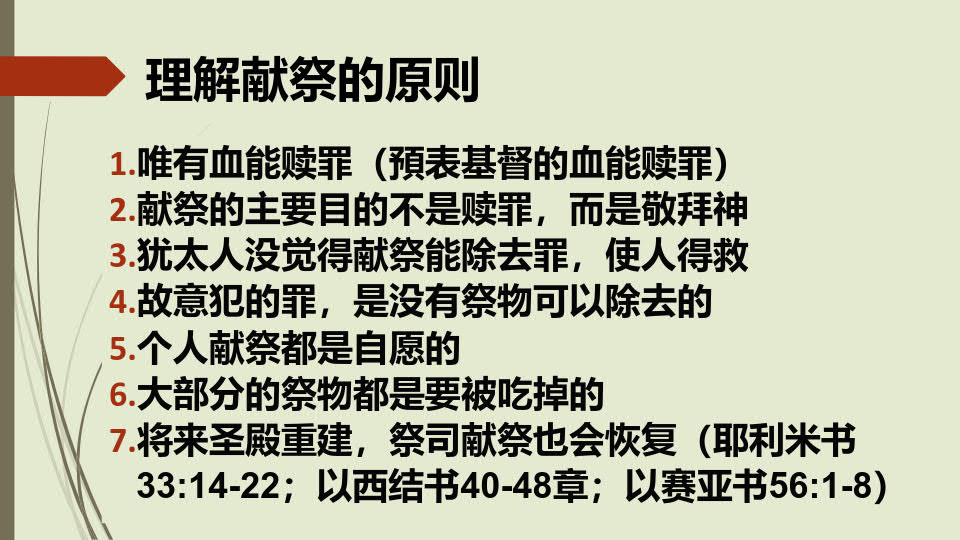 理解献祭的原则
1.唯有血能赎罪（預表基督的血能赎罪）
2.献祭的主要目的不是赎罪，而是敬拜神
3.犹太人没觉得献祭能除去罪，使人得救
4.故意犯的罪，是没有祭物可以除去的
5.个人献祭都是自愿的
6.大部分的祭物都是要被吃掉的
7.将来圣殿重建，祭司献祭也会恢复（耶利米书
33:14-22；以西结书40-48章；以赛亚书56:1-8）